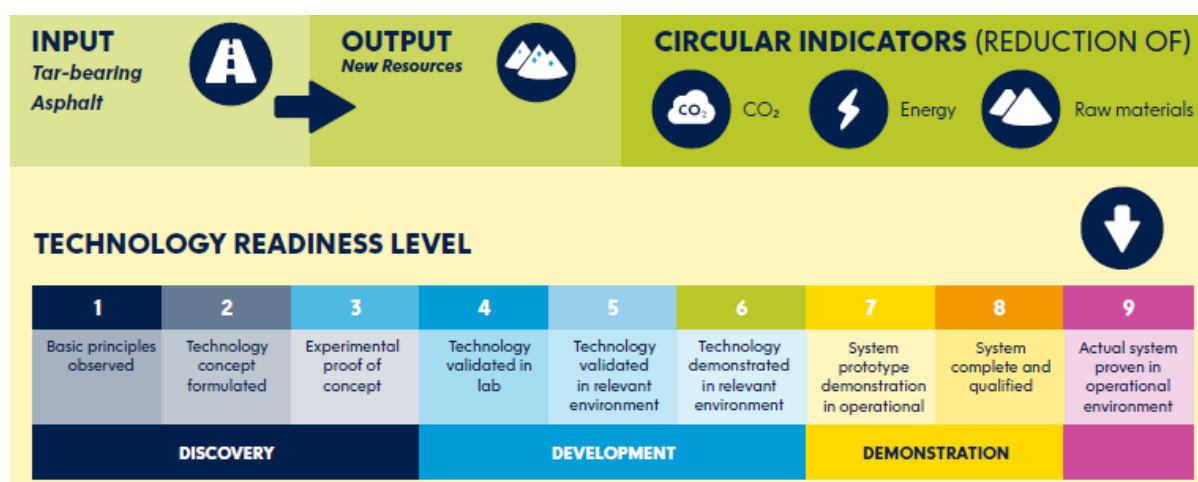 INPUT
Tar-bearing
Asphalt
OUTPUT
New Resources
CIRCULAR INDICATORS (REDUCTION OF)
CO₂
CO₂
Energy
Raw materials
TECHNOLOGY READINESS LEVEL
1
Basic principles
observed
2
Technology
concept
formulated
3
Experimental
proof of
concept
4
Technology
validated in
lab
5
Technology
validated
in relevant
environment
6
Technology
demonstrated
in relevant
environment
7
System
prototype
demonstration
in operational
8
System
complete and
qualified
9
Actual system
proven in
operational
environment
DISCOVERY
DEVELOPMENT
DEMONSTRATION